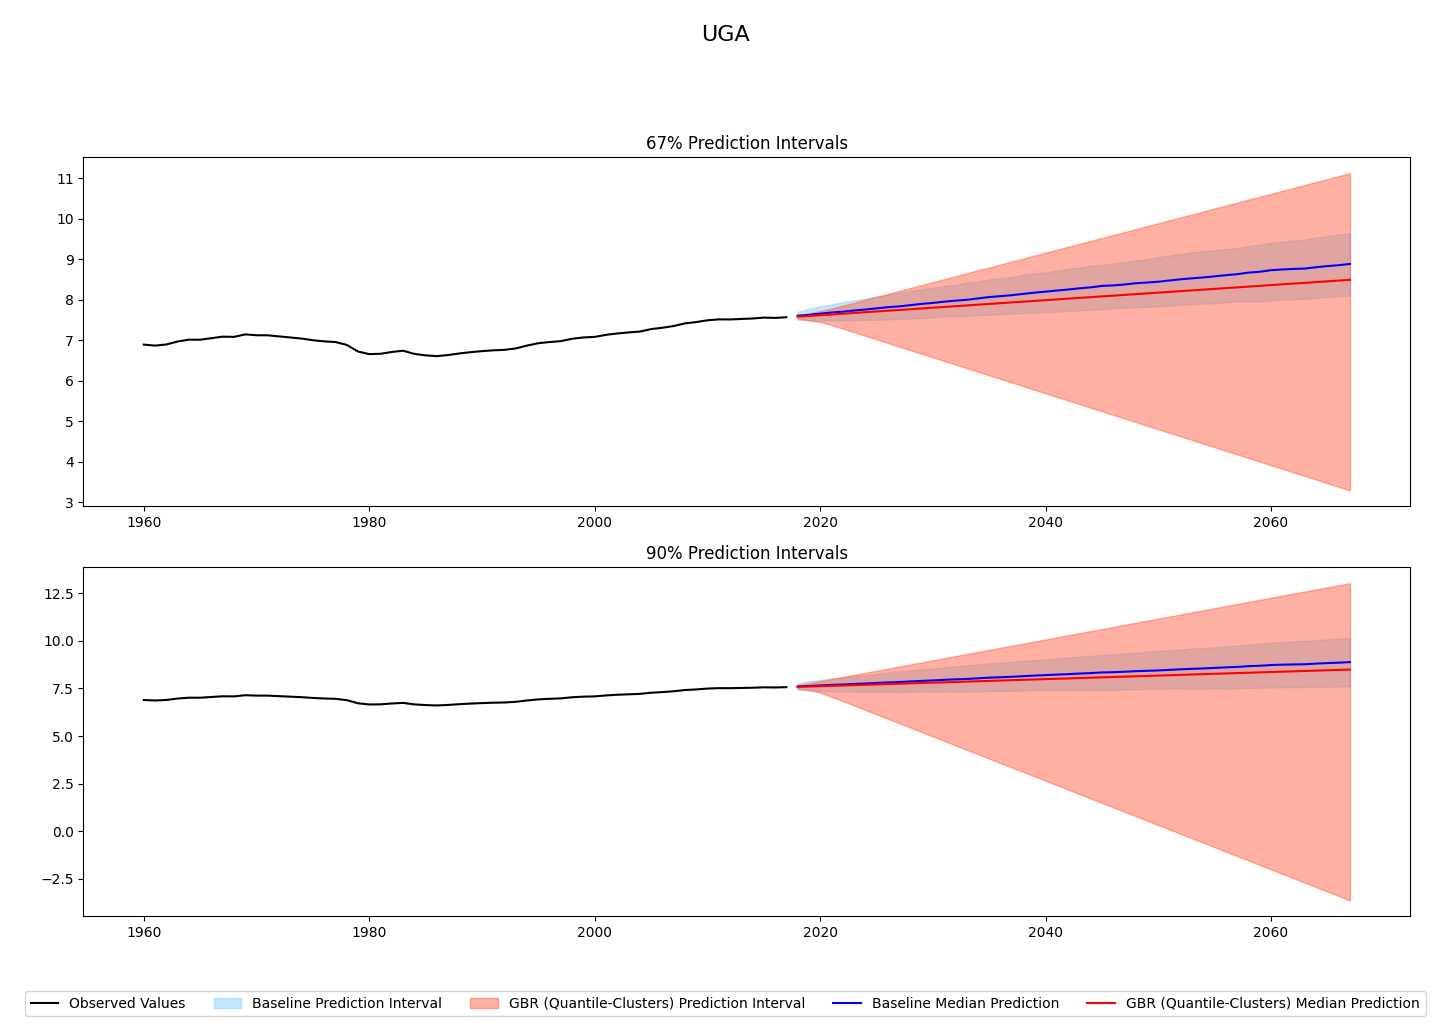 UGA
67% Prediction Intervals
11
10
9
8
7
6
5
4
3
1960 1980 2000 2020 2040 2060
90% Prediction Intervals
12.5
10.0
7.5
5.0
2.5
0.0
−2.5
1960 1980 2000 2020 2040 2060
Observed Values Baseline Prediction Interval GBR (Quantile-Clusters) Prediction Interval Baseline Median Prediction GBR (Quantile-Clusters) Median Prediction